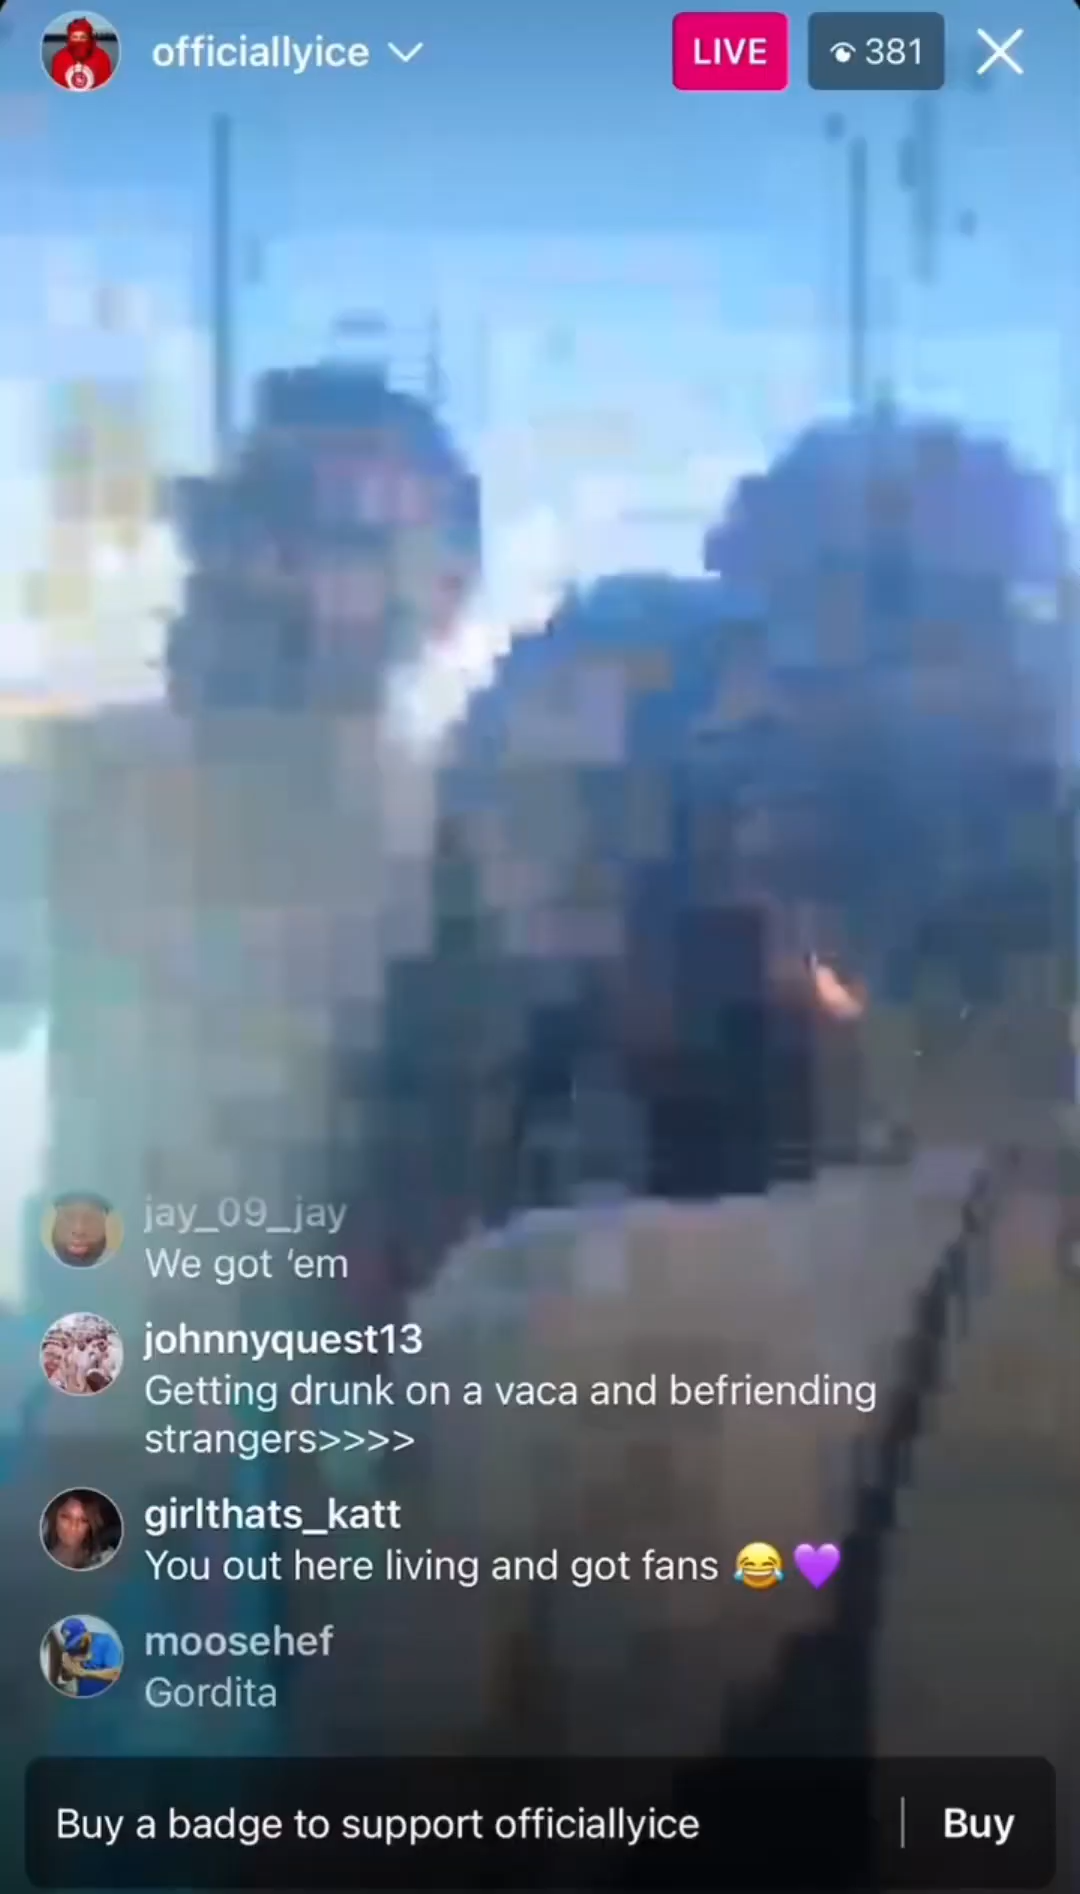 officiallyice
LIVE
381
jay_09_jay
We got ‘em
johnnyquest13
Getting drunk on a vaca and befriending
strangers>>>>
girlthats_katt
You out here living and got fans 😂💜
moosehef
Gordita
Buy a badge to support officiallyice
Buy